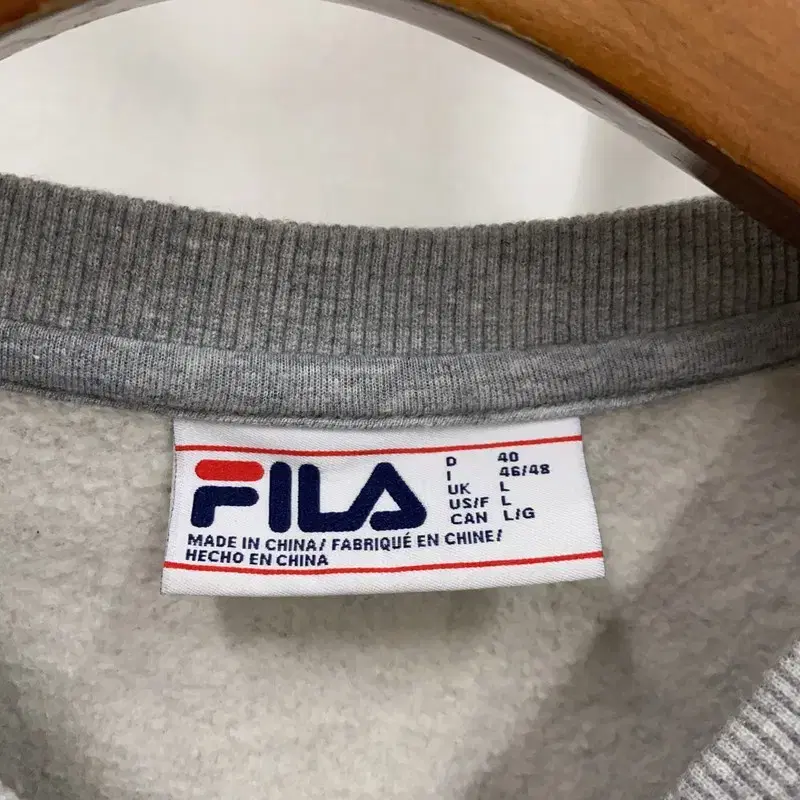 FILA
D 40
I 46/48
UK L
US/F L
CAN L/G
MADE IN CHINA/ FABRIQUÉ EN CHINE/
HECHO EN CHINA